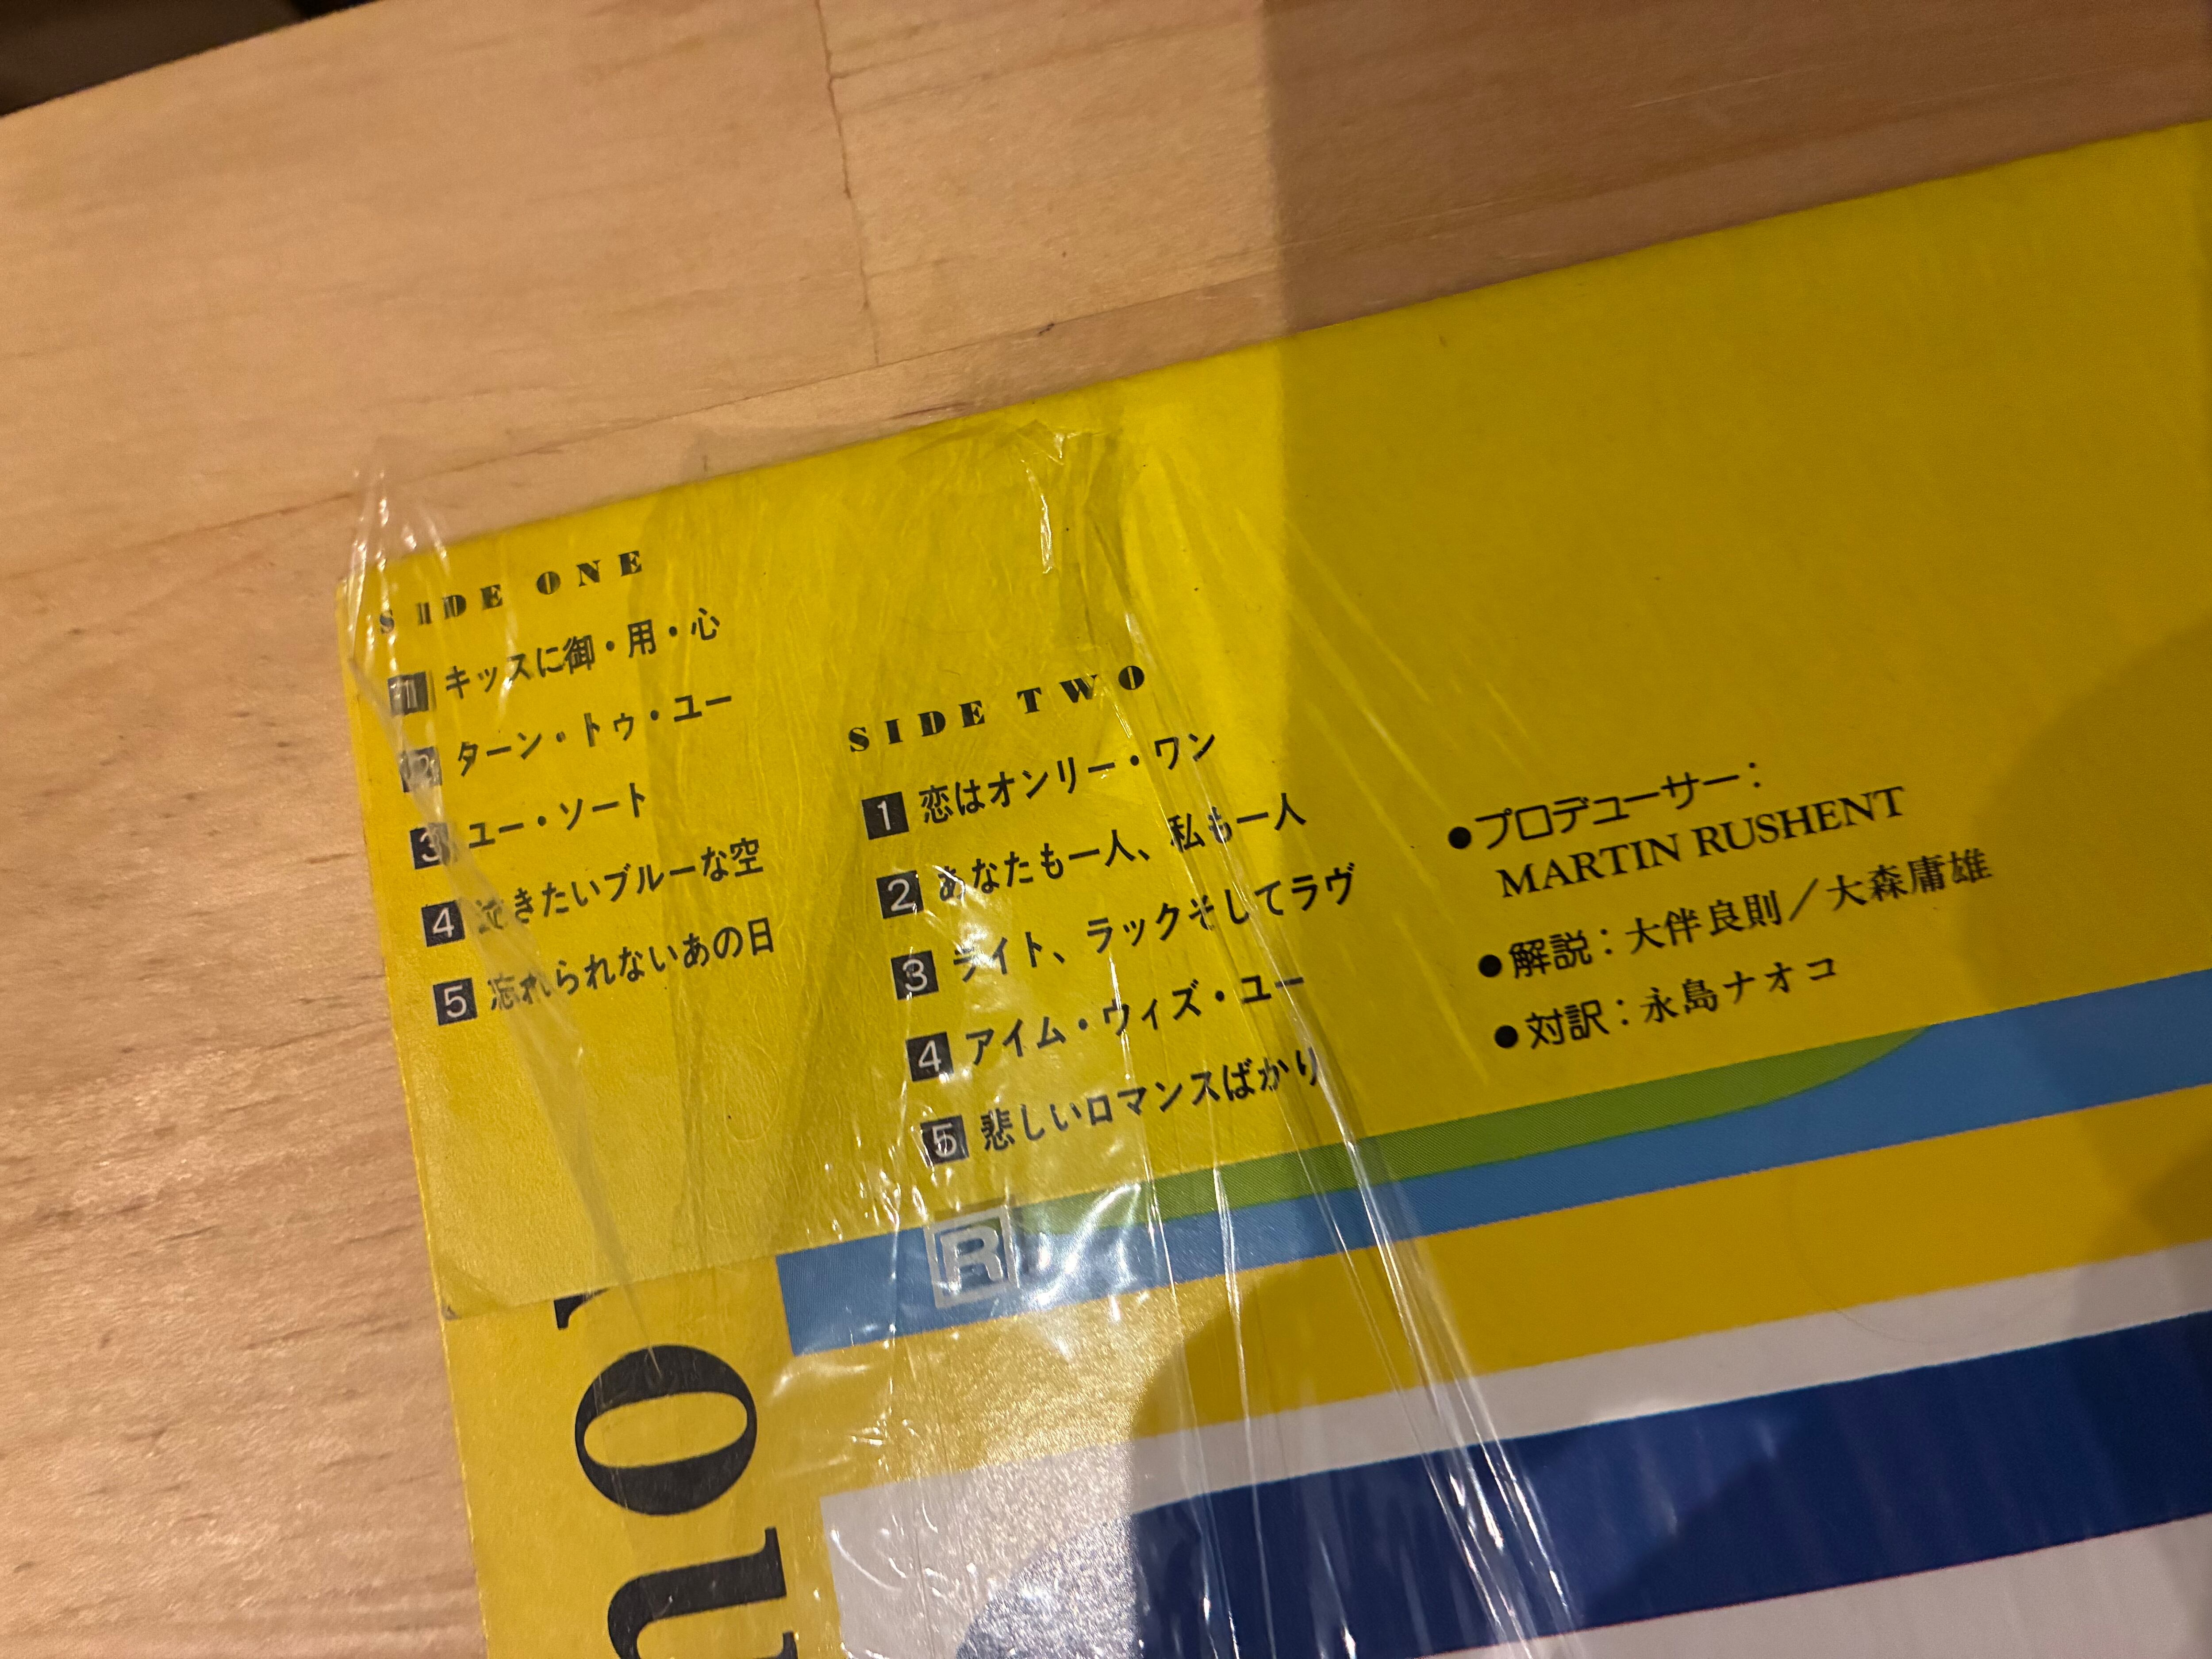 SIDE ONE
1 キッスに御・用・心
2 ターン・トゥ・ユー
3 ユー・ソート
4 泣きたいブルーな空
5 忘れられないあの日
SIDE TWO
1 恋はオンリー・ワン
2 あなたも一人、私も一人
3 ライト、ラックそしてラヴ
4 アイム・ウィズ・ユー
5 悲しいロマンスばかり
●プロデューサー：
MARTIN RUSHENT
●解説：大伴良則／大森庸雄
●対訳：永島ナオコ
R